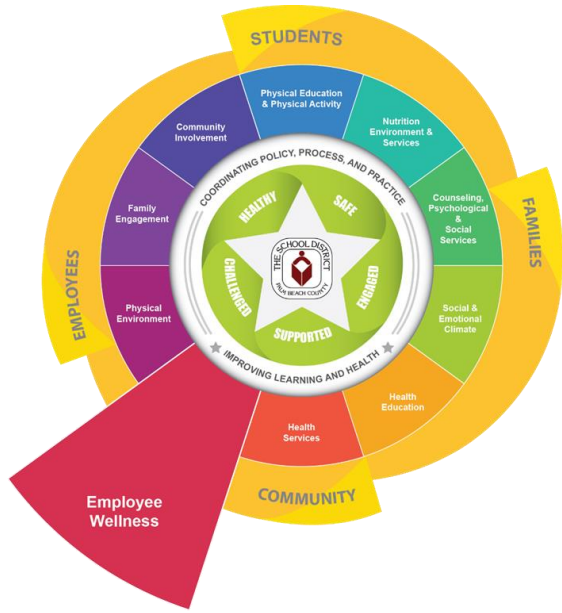 STUDENTS
FAMILIES
COMMUNITY
EMPLOYEES
Physical Education
& Physical Activity
Nutrition
Environment &
Services
Counseling,
Psychological
&
Social
Services
Social &
Emotional
Climate
Health
Education
Health
Services
Employee
Wellness
Physical
Environment
Family
Engagement
Community
Involvement
COORDINATING POLICY, PROCESS, AND PRACTICE
IMPROVING LEARNING AND HEALTH
HEALTHY
SAFE
ENGAGED
SUPPORTED
CHALLENGED
THE SCHOOL DISTRICT
PALM BEACH COUNTY